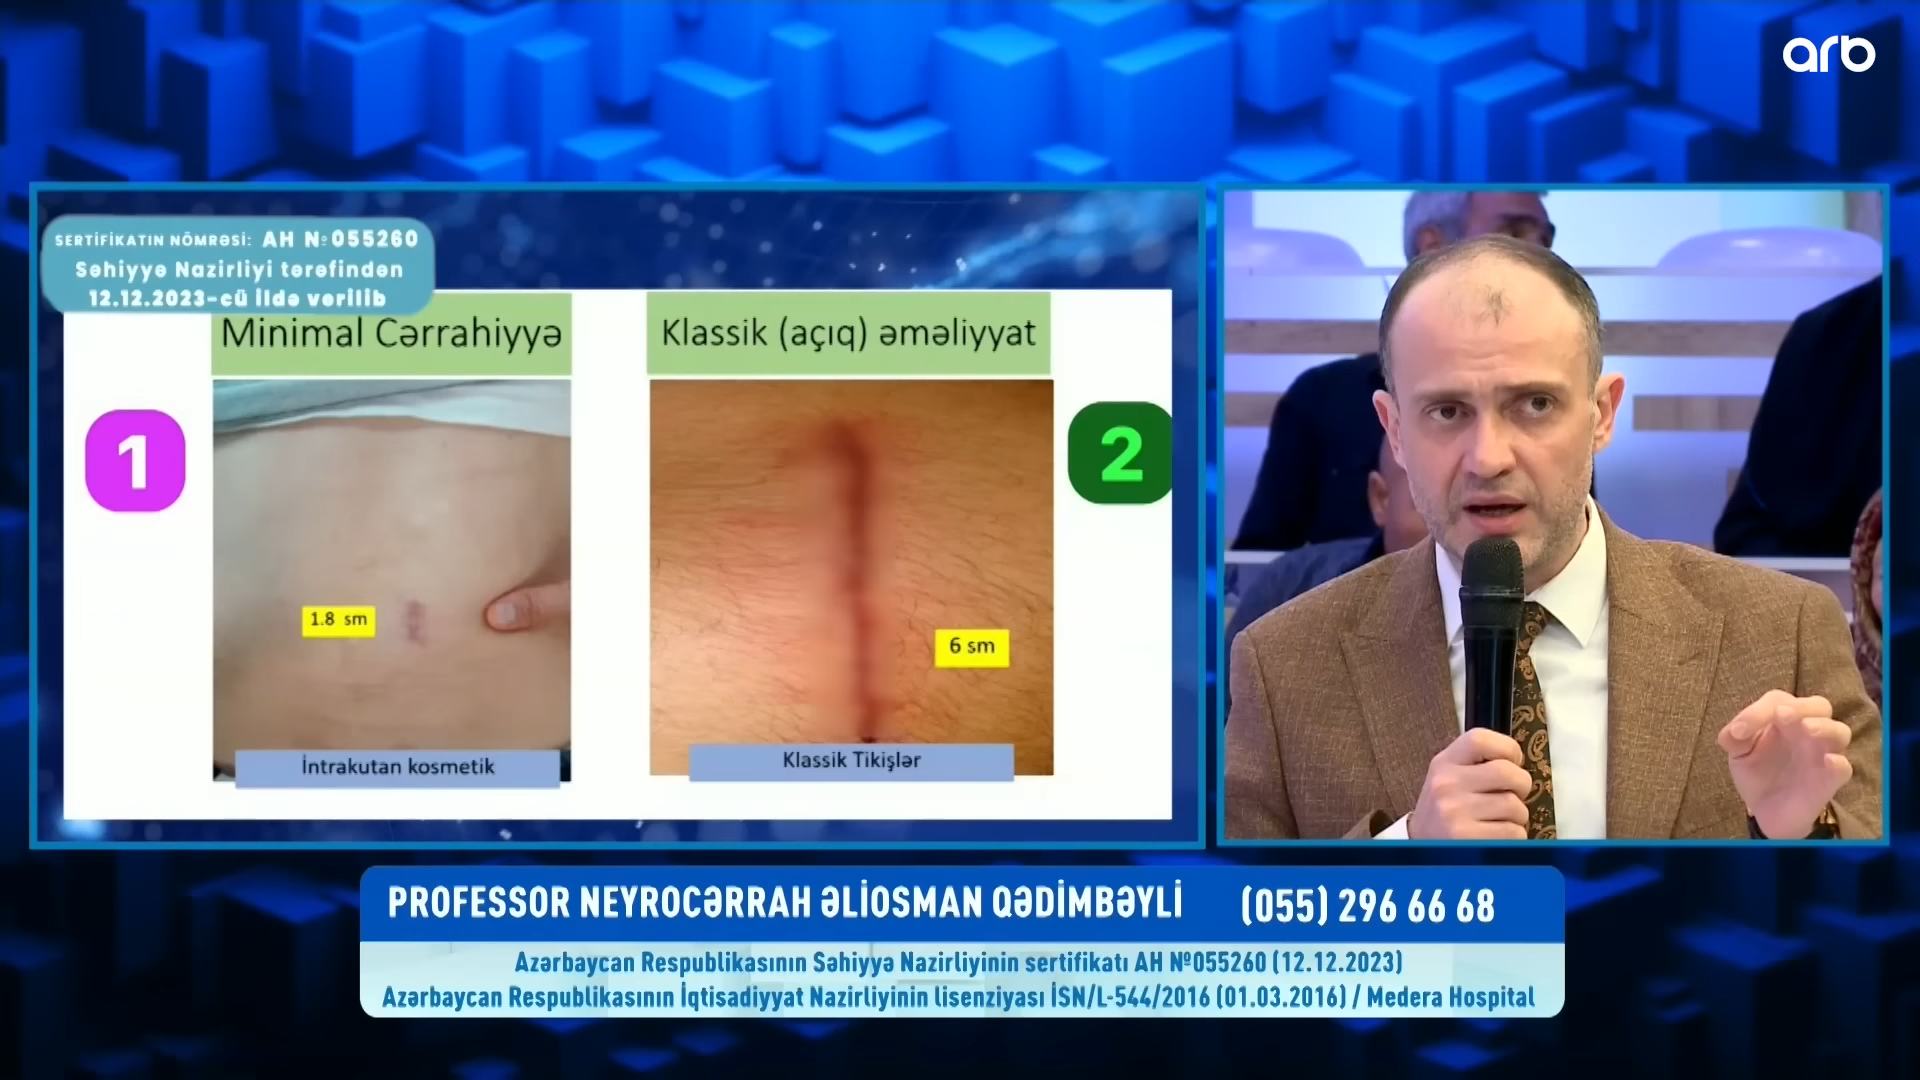 arb
SERTİFİKATIN NÖMRƏSİ: AH №055260
Səhiyyə Nazirliyi tərəfindən
12.12.2023-cü ildə verilib
Minimal Cərrahiyyə
Klassik (açıq) əməliyyat
1
2
1.8 sm
6 sm
İntrakutan kosmetik
Klassik Tikişlər
PROFESSOR NEYROCƏRRAH ƏLİOSMAN QƏDİMBƏYLİ (055) 296 66 68
Azərbaycan Respublikasının Səhiyyə Nazirliyinin sertifikatı AH №055260 (12.12.2023)
Azərbaycan Respublikasının İqtisadiyyat Nazirliyinin lisenziyası İSN/L-544/2016 (01.03.2016) / Medera Hospital